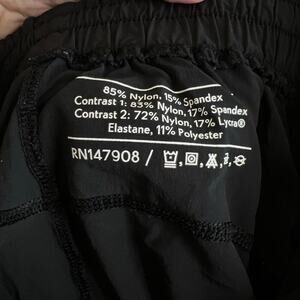 85% Nylon, 15% Spandex
Contrast 1: 83% Nylon, 17% Spandex
Contrast 2: 72% Nylon, 17% Lycra®
Elastane, 11% Polyester
RN147908 /